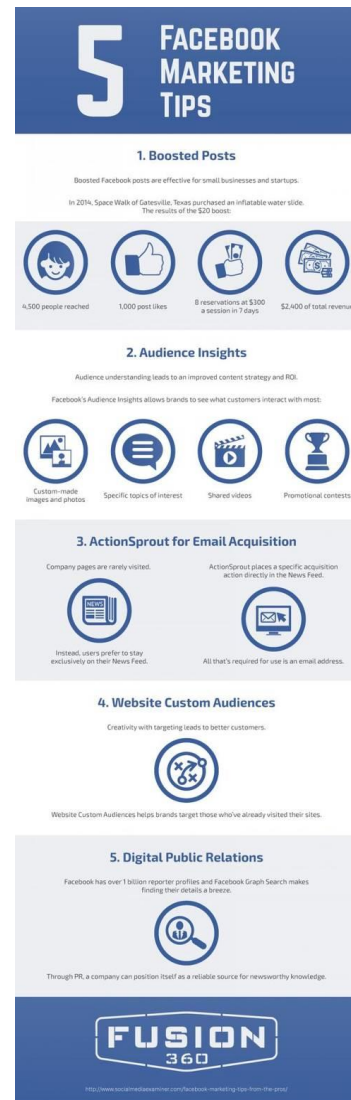 5
FACEBOOK
MARKETING
TIPS
1. Boosted Posts
Boosted Facebook posts are effective for small businesses and startups.
In 2014, Space Walk of Gatesville, Texas purchased an inflatable water slide.
The results of the $20 boost:
4,500 people reached
1,000 post likes
8 reservations at $300
a session in 7 days
$2,400 of total revenu
2. Audience Insights
Audience understanding leads to an improved content strategy and ROI.
Facebook's Audience Insights allows brands to see what customers interact with most:
Custom-made
images and photos
Specific topics of interest
Shared videos
Promotional contests
3. ActionSprout for Email Acquisition
Company pages are rarely visited.
NEWS
Instead, users prefer to stay
exclusively on their News Feed.
ActionSprout places a specific acquisition
action directly in the News Feed.
All that's required for use is an email address.
4. Website Custom Audiences
Creativity with targeting leads to better customers.
Website Custom Audiences helps brands target those who've already visited their sites.
5. Digital Public Relations
Facebook has over 1 billion reporter profiles and Facebook Graph Search makes
finding their details a breeze.
Through PR, a company can position itself as a reliable source for newsworthy knowledge.
FUSION
360
http://www.socialmediaexaminer.com/facebook-marketing-tips-from-the-pros/